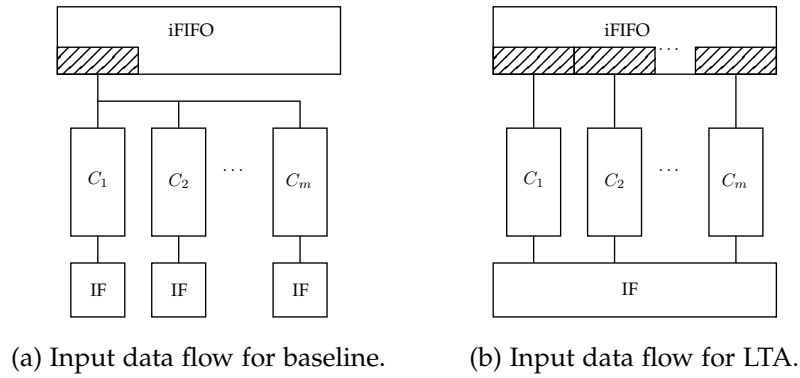 iFIFO
C₁ C₂ ... Cₘ
IF IF IF
(a) Input data flow for baseline.
iFIFO
...
C₁ C₂ ... Cₘ
IF
(b) Input data flow for LTA.